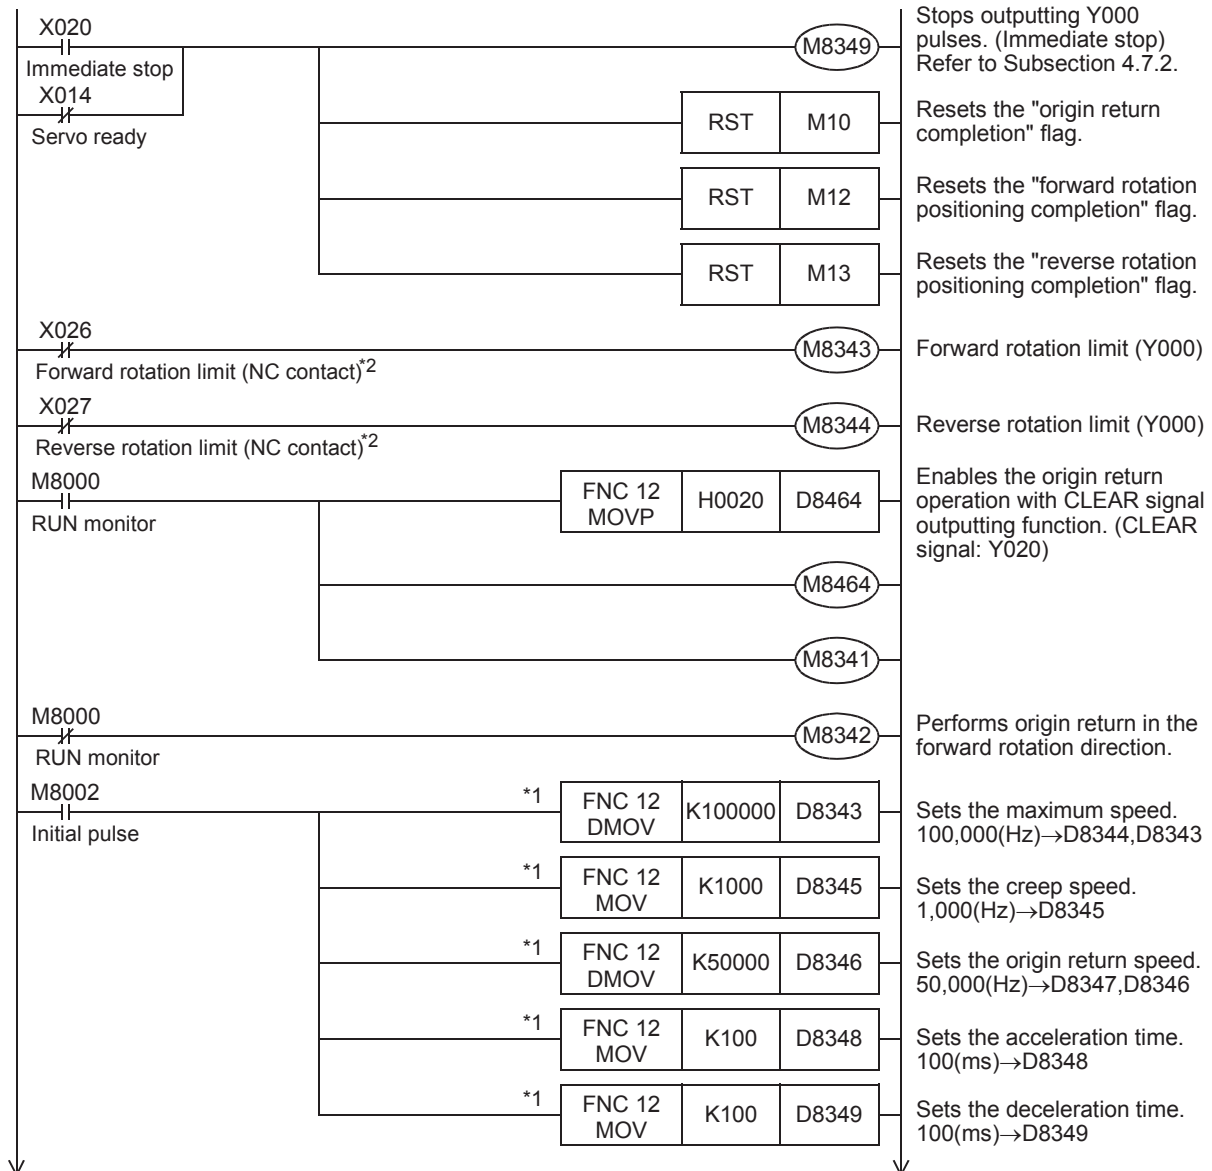 X020
Immediate stop
X014
Servo ready
M8349
Stops outputting Y000
pulses. (Immediate stop)
Refer to Subsection 4.7.2.
RST M10
Resets the "origin return
completion" flag.
RST M12
Resets the "forward rotation
positioning completion" flag.
RST M13
Resets the "reverse rotation
positioning completion" flag.
X026
Forward rotation limit (NC contact)*2
M8343
Forward rotation limit (Y000)
X027
Reverse rotation limit (NC contact)*2
M8344
Reverse rotation limit (Y000)
M8000
RUN monitor
FNC 12
MOVP
H0020
D8464
Enables the origin return
operation with CLEAR signal
outputting function. (CLEAR
signal: Y020)
M8464
M8341
M8000
RUN monitor
M8342
Performs origin return in the
forward rotation direction.
M8002
Initial pulse
*1
FNC 12
DMOV
K100000
D8343
Sets the maximum speed.
100,000(Hz)→D8344,D8343
*1
FNC 12
MOV
K1000
D8345
Sets the creep speed.
1,000(Hz)→D8345
*1
FNC 12
DMOV
K50000
D8346
Sets the origin return speed.
50,000(Hz)→D8347,D8346
*1
FNC 12
MOV
K100
D8348
Sets the acceleration time.
100(ms)→D8348
*1
FNC 12
MOV
K100
D8349
Sets the deceleration time.
100(ms)→D8349